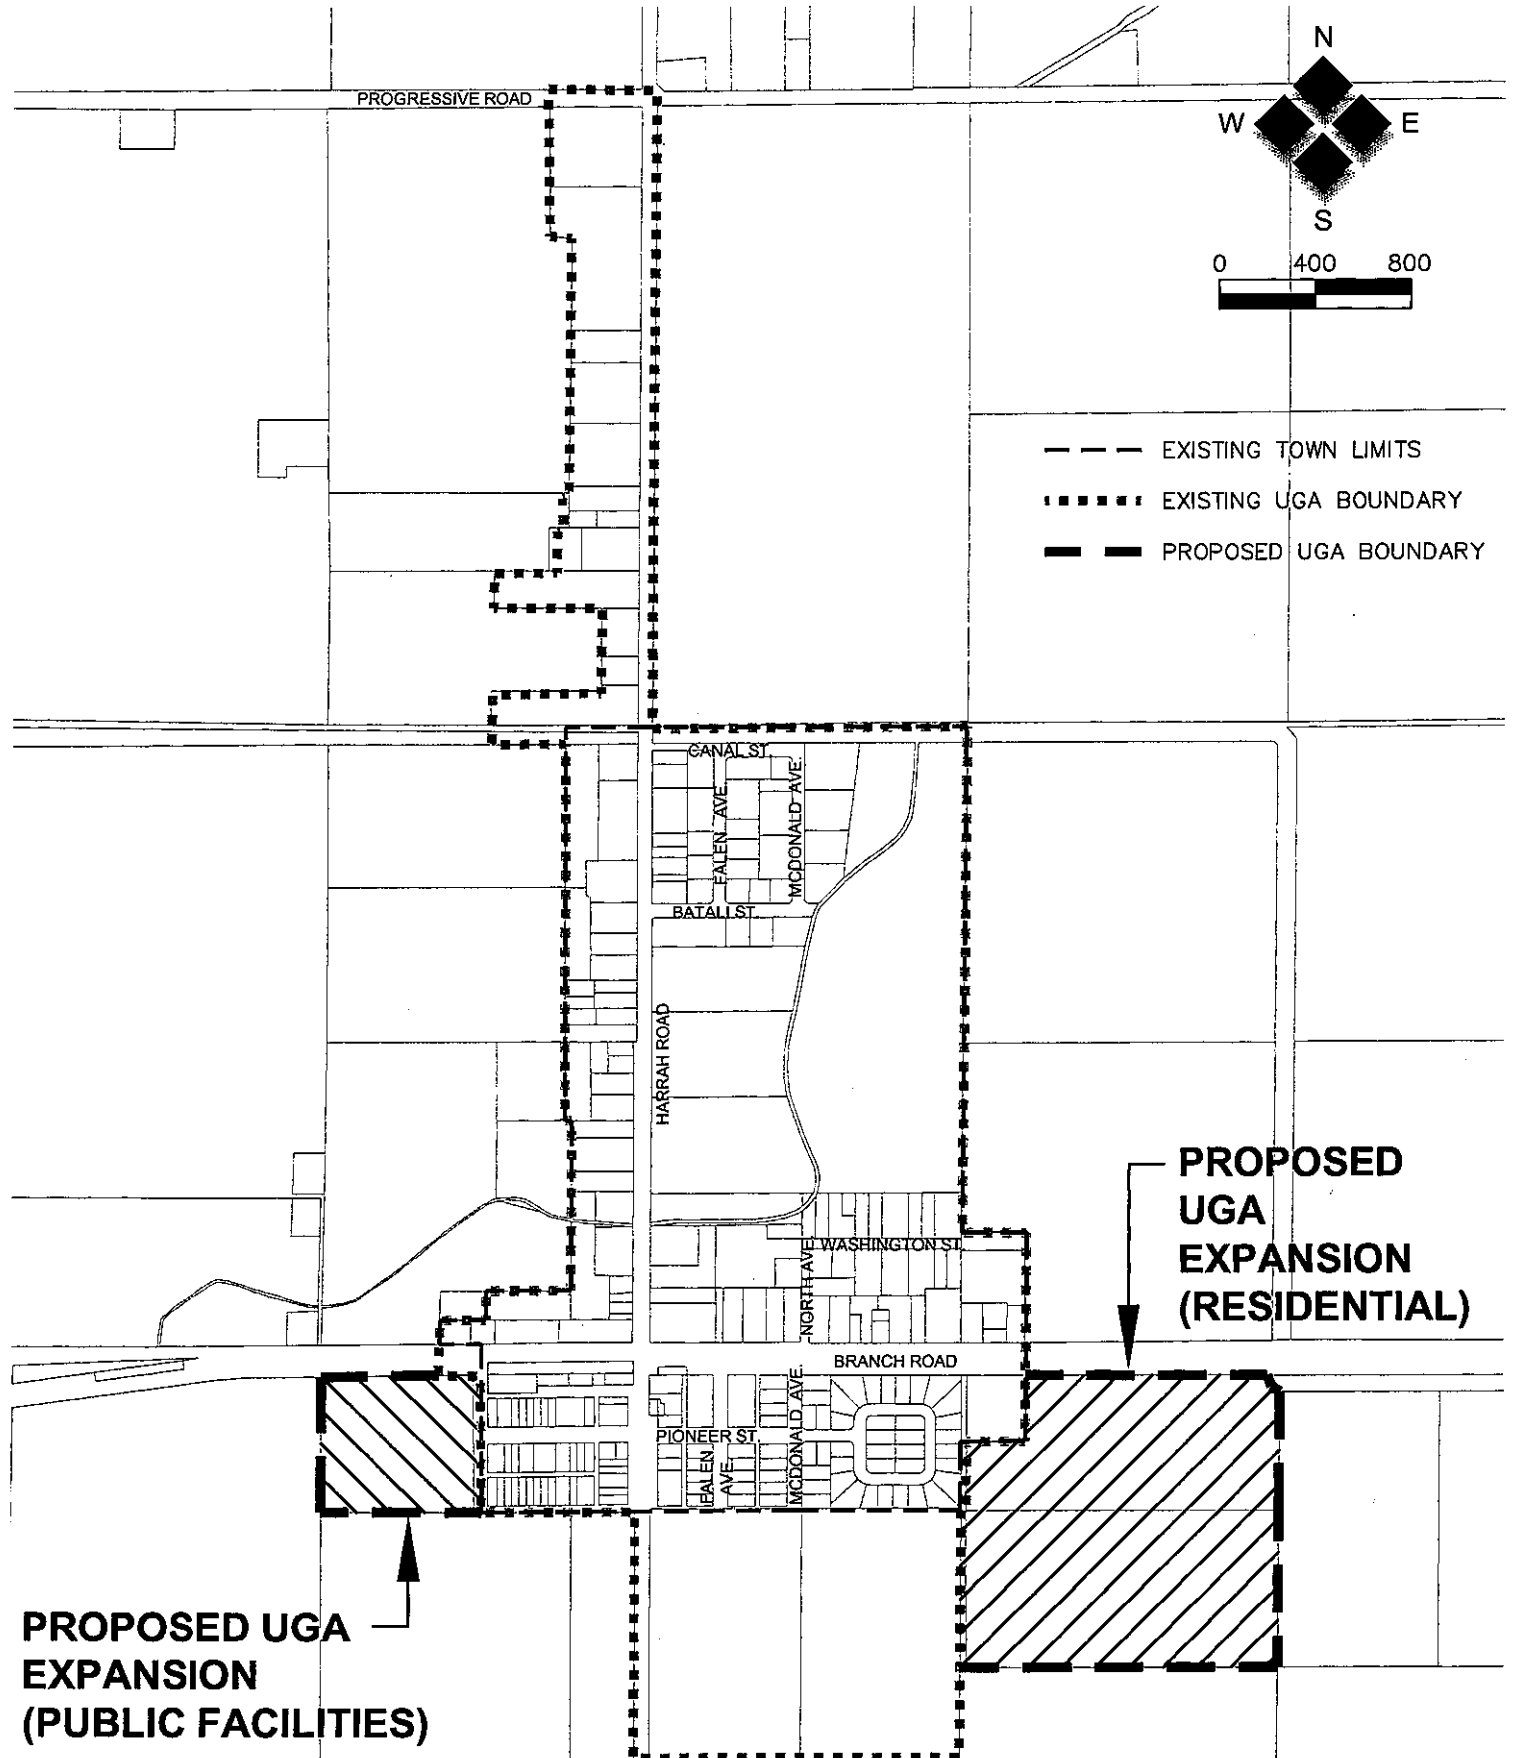 N
PROGRESSIVE ROAD
W
E
S
0 400 800
EXISTING TOWN LIMITS
EXISTING UGA BOUNDARY
PROPOSED UGA BOUNDARY
CANAL ST.
FALEN AVE.
MCDONALD AVE.
BATALI ST.
HARRAH ROAD
PROPOSED
UGA
EXPANSION
(RESIDENTIAL)
WASHINGTON ST.
NORTH AVE.
BRANCH ROAD
PIONEER ST.
FALEN
AVE.
MCDONALD AVE.
PROPOSED UGA
EXPANSION
(PUBLIC FACILITIES)